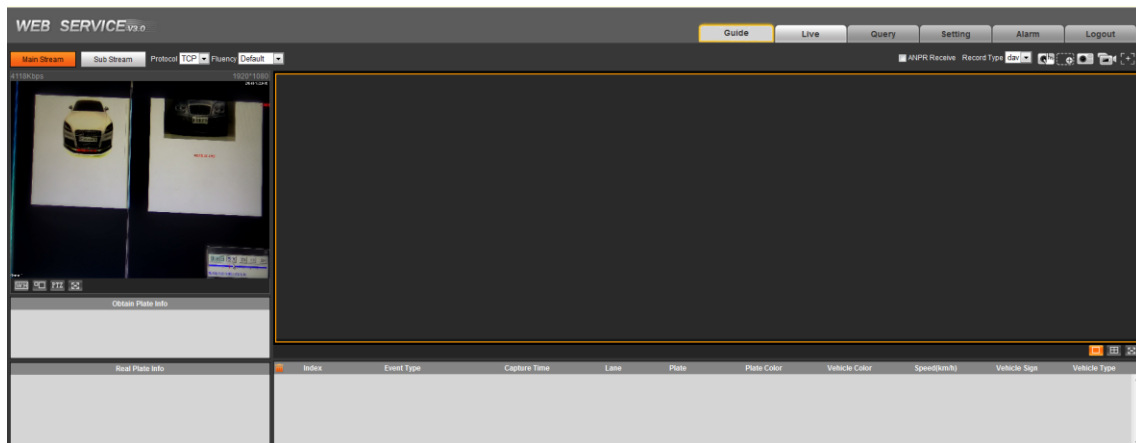 WEB SERVICE V3.0
Guide Live Query Setting Alarm Logout
Main Stream Sub Stream Protocol TCP Fluency Default ANPR Receive Record Type dav
4118Kbps 1920*1080
PTZ
Obtain Plate Info
Real Plate Info
Index Event Type Capture Time Lane Plate Plate Color Vehicle Color Speed(km/h) Vehicle Sign Vehicle Type